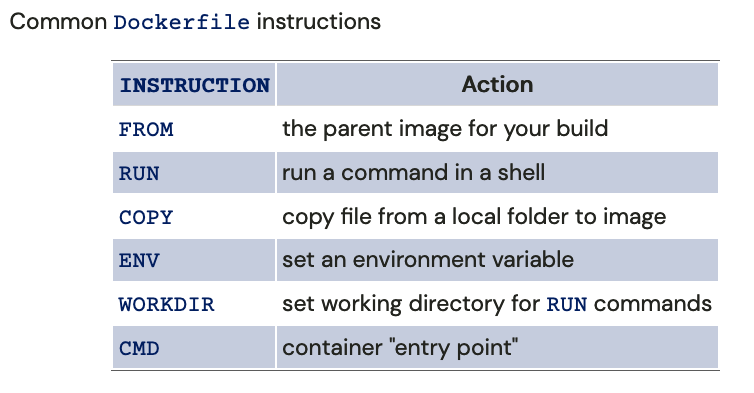 Common Dockerfile instructions
INSTRUCTION Action
FROM the parent image for your build
RUN run a command in a shell
COPY copy file from a local folder to image
ENV set an environment variable
WORKDIR set working directory for RUN commands
CMD container "entry point"